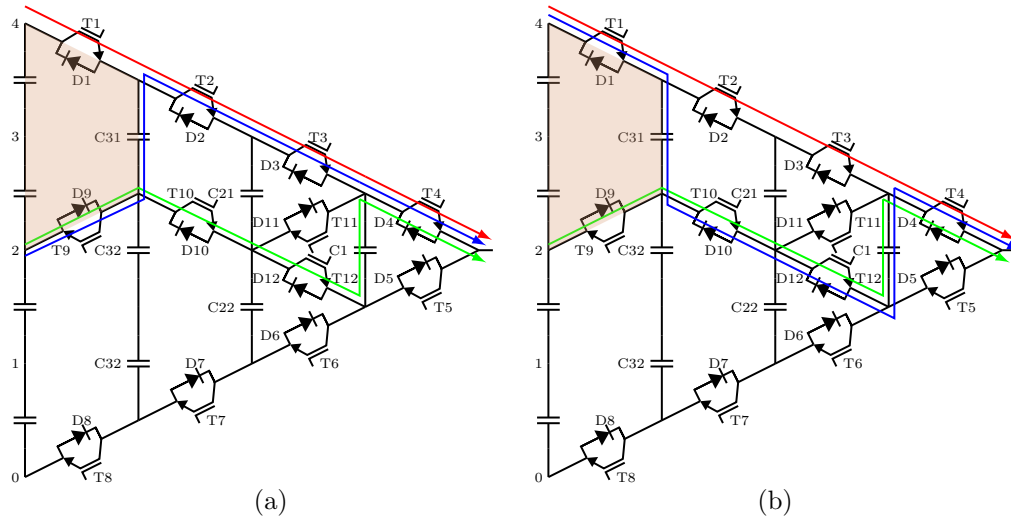 4
T1
D1
T2
3
C31
D2
T3
D3
D9
T10
C21
T4
D11
T11
D4
2
T9
C32
D10
C1
D12
T12
D5
T5
C22
D6
1
C32
D7
T6
D8
T7
0
T8
(a)
4
T1
D1
T2
3
C31
D2
T3
D3
D9
T10
C21
T4
D11
T11
D4
2
T9
C32
D10
C1
D12
T12
D5
T5
C22
D6
1
C32
D7
T6
D8
T7
0
T8
(b)